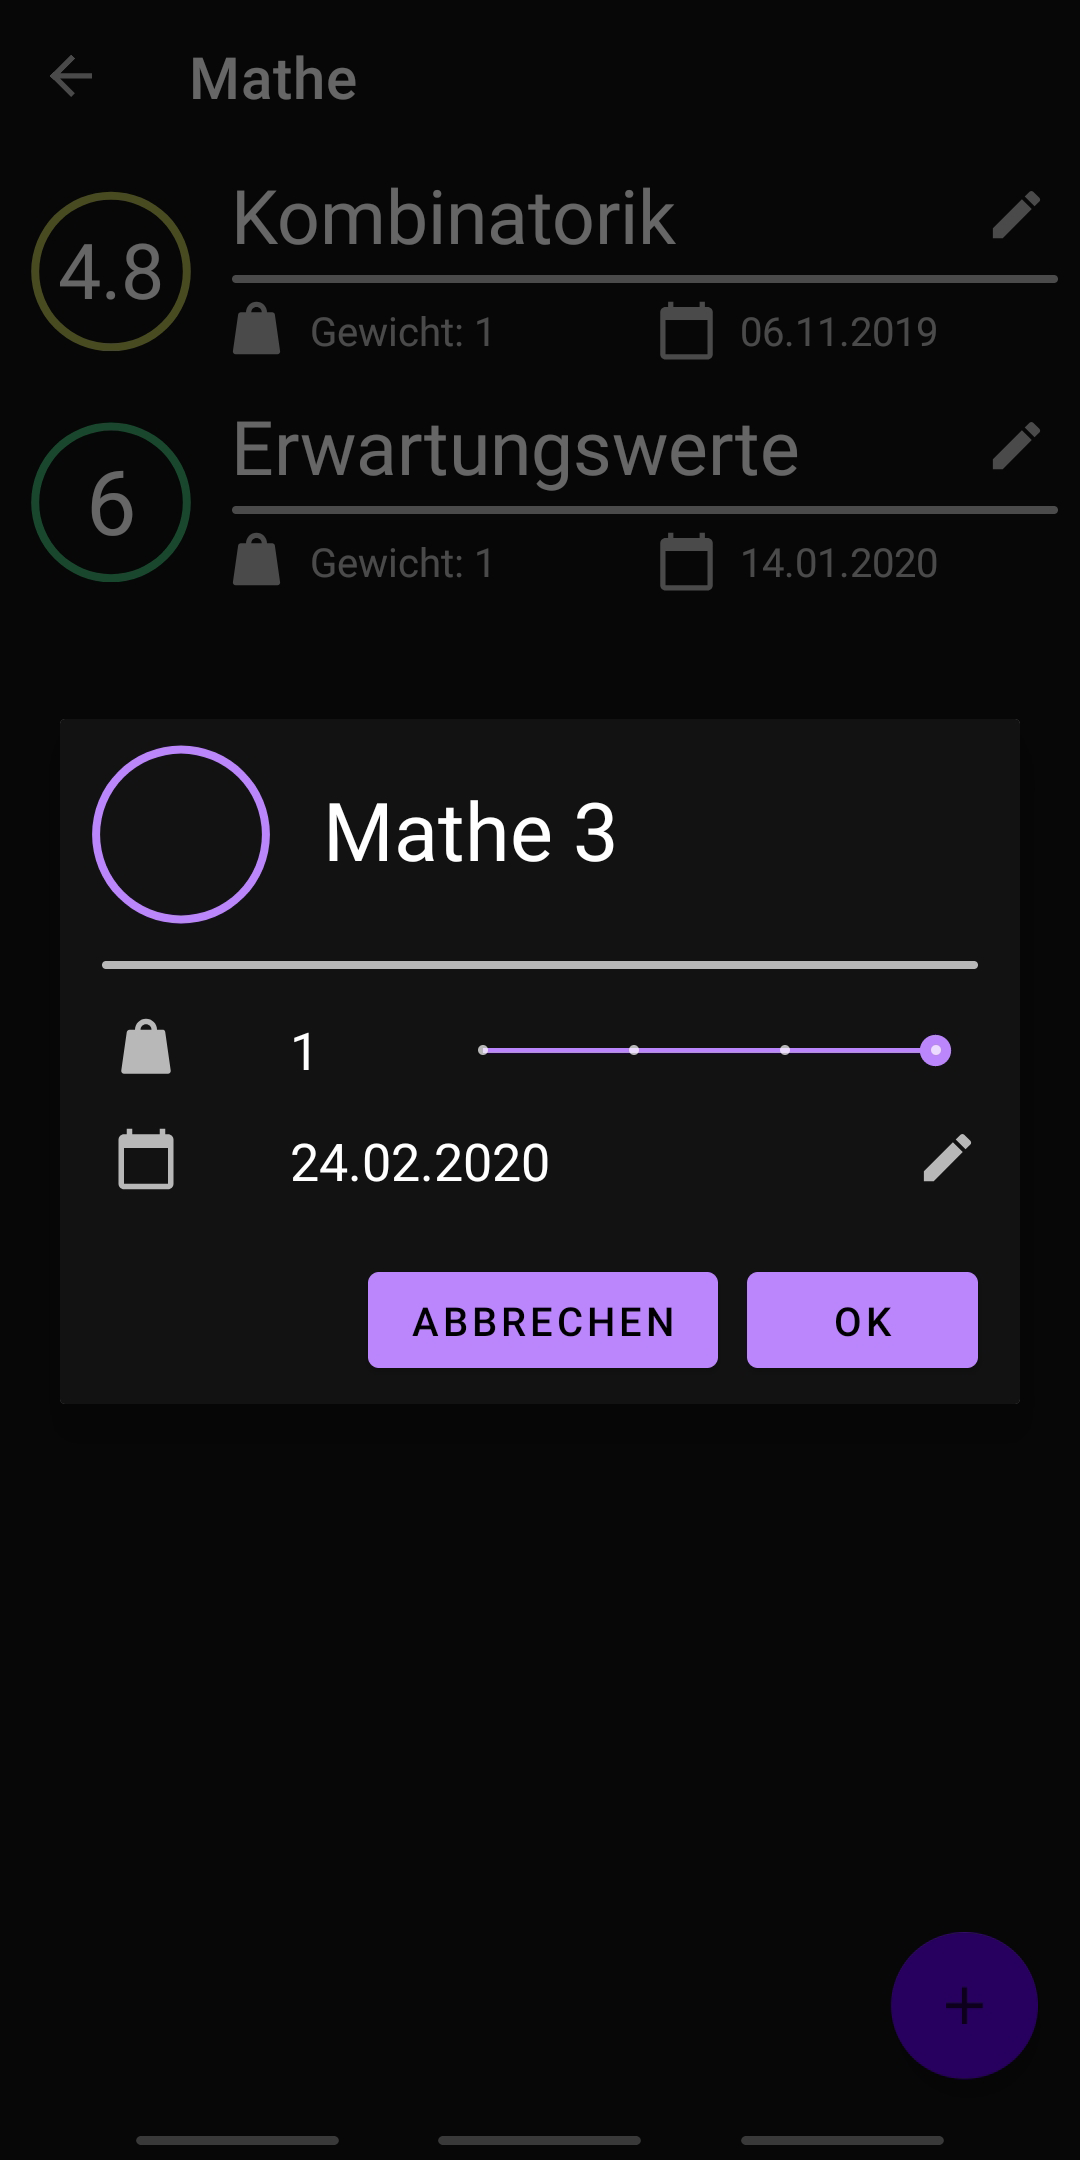 Mathe
Kombinatorik
4.8
Gewicht: 1
06.11.2019
Erwartungswerte
6
Gewicht: 1
14.01.2020
Mathe 3
1
24.02.2020
ABBRECHEN
OK